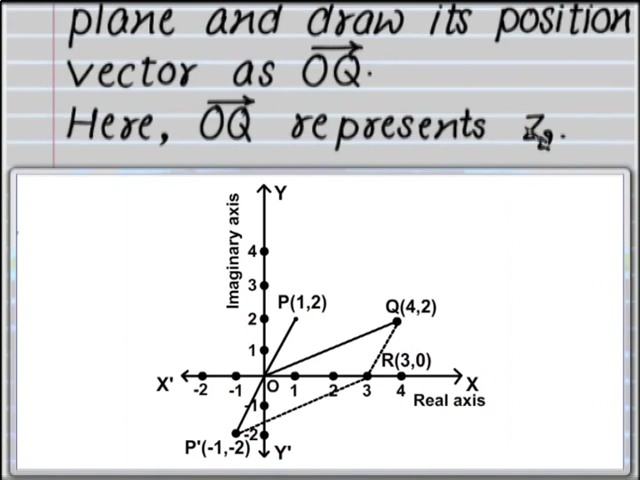 plane and draw its position
vector as OQ.
Here, OQ represents z₂.
Y
Imaginary axis
4
3
P(1,2)
Q(4,2)
2
1
R(3,0)
X' -2 -1 O 1 2 3 4 X
Real axis
-1
-2
P'(-1,-2)
Y'